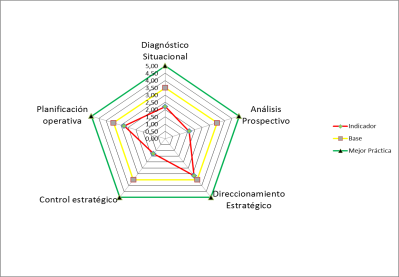 Diagnóstico
Situacional
5,00
4,50
4,00
3,50
3,00
2,50
2,00
1,50
1,00
0,50
0,00
Planificación
operativa
Análisis
Prospectivo
Indicador
Base
Mejor Práctica
Control estratégico
Direccionamiento
Estratégico